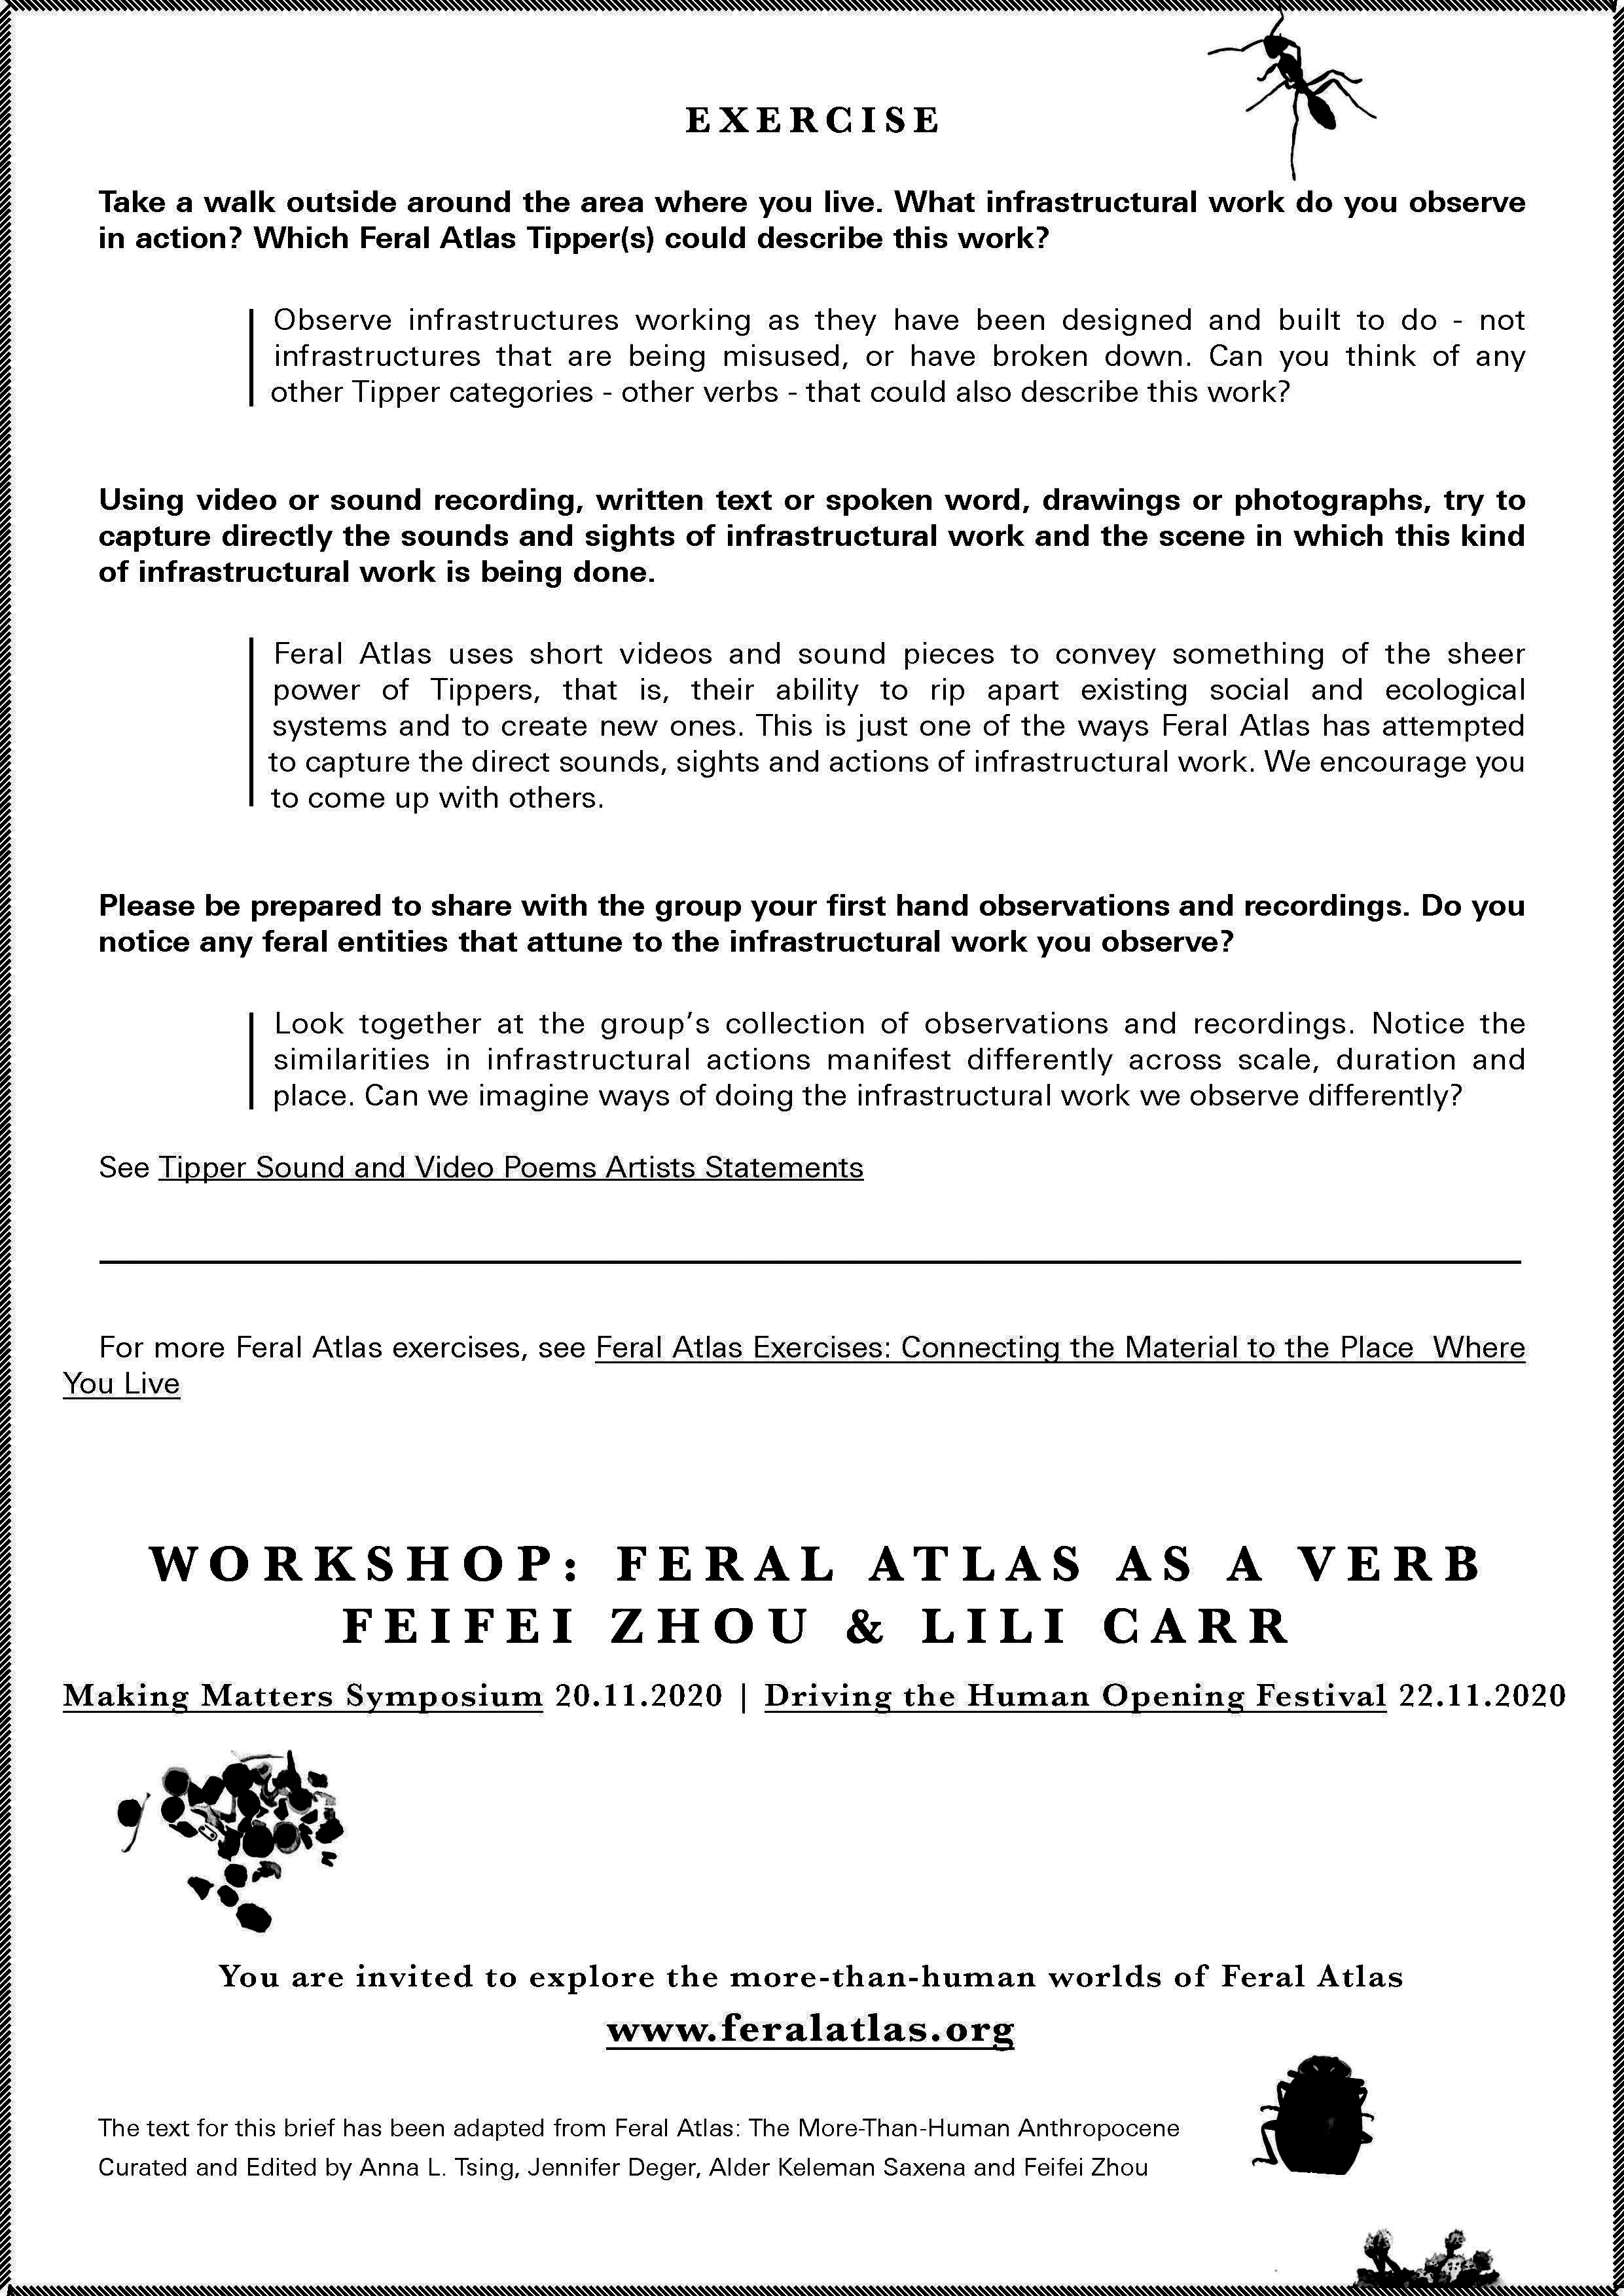 EXERCISE
Take a walk outside around the area where you live. What infrastructural work do you observe
in action? Which Feral Atlas Tipper(s) could describe this work?
Observe infrastructures working as they have been designed and built to do - not
infrastructures that are being misused, or have broken down. Can you think of any
other Tipper categories - other verbs - that could also describe this work?
Using video or sound recording, written text or spoken word, drawings or photographs, try to
capture directly the sounds and sights of infrastructural work and the scene in which this kind
of infrastructural work is being done.
Feral Atlas uses short videos and sound pieces to convey something of the sheer
power of Tippers, that is, their ability to rip apart existing social and ecological
systems and to create new ones. This is just one of the ways Feral Atlas has attempted
to capture the direct sounds, sights and actions of infrastructural work. We encourage you
to come up with others.
Please be prepared to share with the group your first hand observations and recordings. Do you
notice any feral entities that attune to the infrastructural work you observe?
Look together at the group's collection of observations and recordings. Notice the
similarities in infrastructural actions manifest differently across scale, duration and
place. Can we imagine ways of doing the infrastructural work we observe differently?
See Tipper Sound and Video Poems Artists Statements
For more Feral Atlas exercises, see Feral Atlas Exercises: Connecting the Material to the Place Where
You Live
WORKSHOP: FERAL ATLAS AS A VERB
FEIFEI ZHOU & LILI CARR
Making Matters Symposium 20.11.2020 | Driving the Human Opening Festival 22.11.2020
You are invited to explore the more-than-human worlds of Feral Atlas
www.feralatlas.org
The text for this brief has been adapted from Feral Atlas: The More-Than-Human Anthropocene
Curated and Edited by Anna L. Tsing, Jennifer Deger, Alder Keleman Saxena and Feifei Zhou